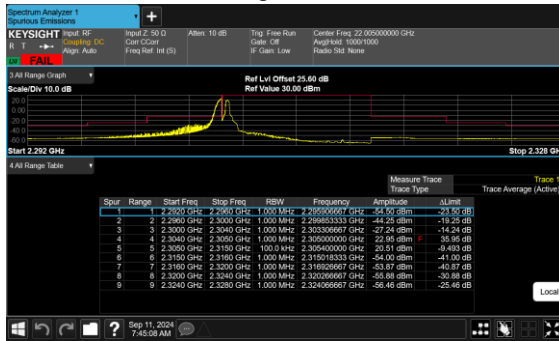 Spectrum Analyzer 1
Spurious Emissions
KEYSIGHT Input: RF Input Z: 50 Ω Atten: 10 dB Trig: Free Run Center Freq: 22.005000000 GHz
R T Coupling: DC Corr CCorr Gate: Off Avg|Hold: 1000/1000
Align: Auto Freq Ref: Int (S) IF Gain: Low Radio Std: None
FAIL
3 All Range Graph Ref Lvl Offset 25.60 dB
Scale/Div 10.0 dB Ref Value 30.00 dBm
20.0
0.00
-20.0
-40.0
-60.0
Start 2.292 GHz Stop 2.328 GH
4 All Range Table
Measure Trace Trace 1
Trace Type Trace Average (Active)
Spur Range Start Freq Stop Freq RBW Frequency Amplitude ΔLimit
1 1 2.2920 GHz 2.2960 GHz 1.000 MHz 2.295906667 GHz -54.50 dBm -23.50 dB
2 2 2.2960 GHz 2.3000 GHz 1.000 MHz 2.299853333 GHz -44.25 dBm -19.25 dB
3 3 2.3000 GHz 2.3040 GHz 1.000 MHz 2.303306667 GHz -27.24 dBm -14.24 dB
4 4 2.3040 GHz 2.3050 GHz 1.000 MHz 2.305000000 GHz 22.95 dBm F 35.95 dB
5 5 2.3050 GHz 2.3150 GHz 100.0 kHz 2.305400000 GHz 20.51 dBm -9.493 dB
6 6 2.3150 GHz 2.3160 GHz 1.000 MHz 2.315018333 GHz -54.00 dBm -41.00 dB
7 7 2.3160 GHz 2.3200 GHz 1.000 MHz 2.316926667 GHz -53.87 dBm -40.87 dB
8 8 2.3200 GHz 2.3240 GHz 1.000 MHz 2.320266667 GHz -55.88 dBm -30.88 dB
9 9 2.3240 GHz 2.3280 GHz 1.000 MHz 2.324066667 GHz -56.46 dBm -25.46 dB
Local
? Sep 11, 2024
7:45:08 AM